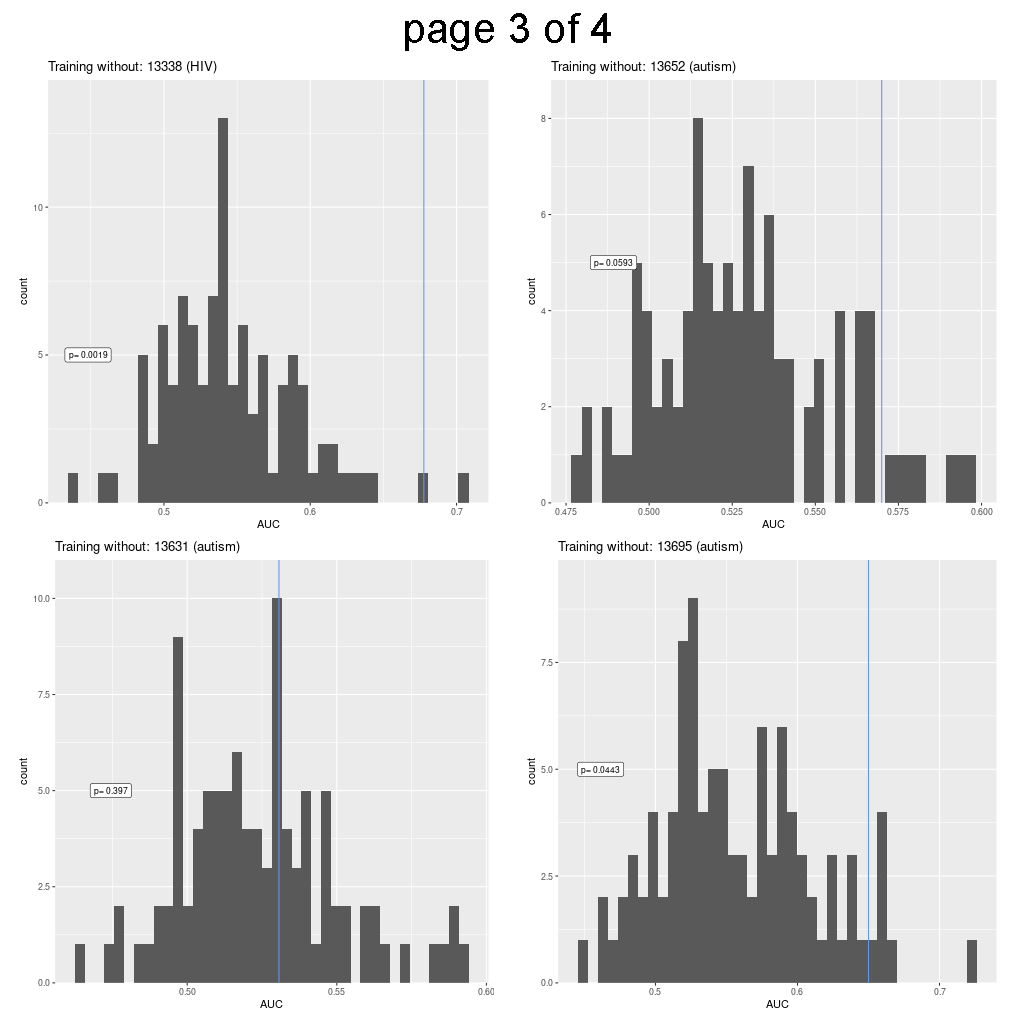 page 3 of 4
Training without: 13338 (HIV)
count
10
5
0
p= 0.0019
0.5 0.6 0.7
AUC
Training without: 13652 (autism)
count
8
6
4
2
0
p= 0.0593
0.475 0.500 0.525 0.550 0.575 0.600
AUC
Training without: 13631 (autism)
count
10.0
7.5
5.0
2.5
0.0
p= 0.397
0.50 0.55 0.60
AUC
Training without: 13695 (autism)
count
7.5
5.0
2.5
0.0
p= 0.0443
0.5 0.6 0.7
AUC